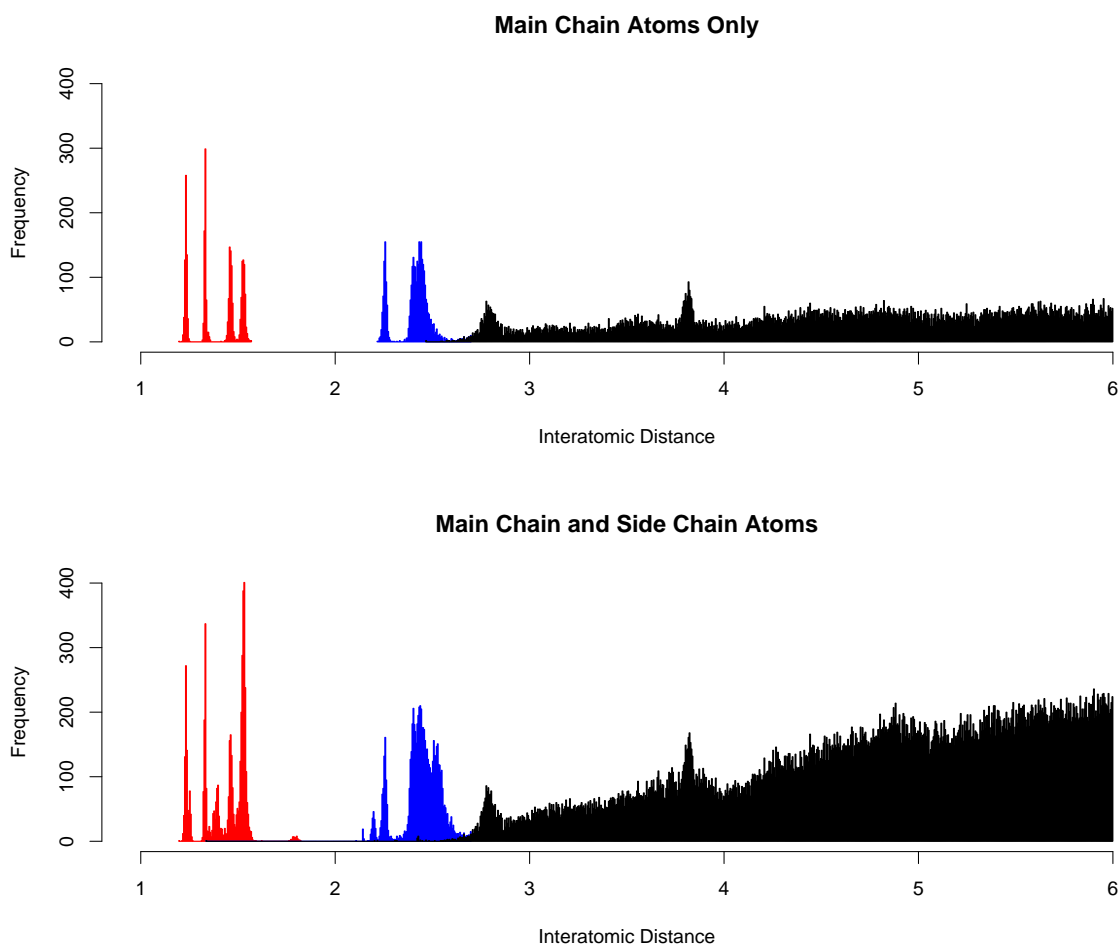 Main Chain Atoms Only
Frequency
400
300
200
100
0
1 2 3 4 5 6
Interatomic Distance
Main Chain and Side Chain Atoms
Frequency
400
300
200
100
0
1 2 3 4 5 6
Interatomic Distance